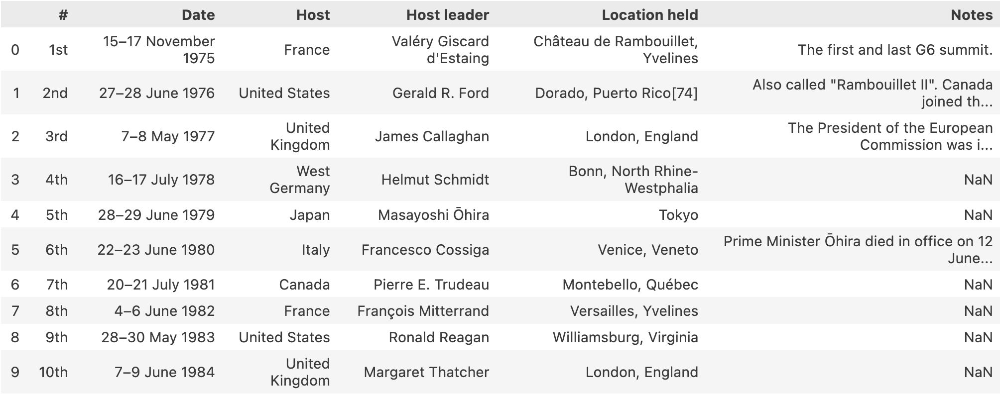 # Date Host Host leader Location held Notes
0 1st 15–17 November 1975 France Valéry Giscard d'Estaing Château de Rambouillet, Yvelines The first and last G6 summit.
1 2nd 27–28 June 1976 United States Gerald R. Ford Dorado, Puerto Rico[74] Also called "Rambouillet II". Canada joined th...
2 3rd 7–8 May 1977 United Kingdom James Callaghan London, England The President of the European Commission was i...
3 4th 16–17 July 1978 West Germany Helmut Schmidt Bonn, North Rhine-Westphalia NaN
4 5th 28–29 June 1979 Japan Masayoshi Ōhira Tokyo NaN
5 6th 22–23 June 1980 Italy Francesco Cossiga Venice, Veneto Prime Minister Ōhira died in office on 12 June...
6 7th 20–21 July 1981 Canada Pierre E. Trudeau Montebello, Québec NaN
7 8th 4–6 June 1982 France François Mitterrand Versailles, Yvelines NaN
8 9th 28–30 May 1983 United States Ronald Reagan Williamsburg, Virginia NaN
9 10th 7–9 June 1984 United Kingdom Margaret Thatcher London, England NaN